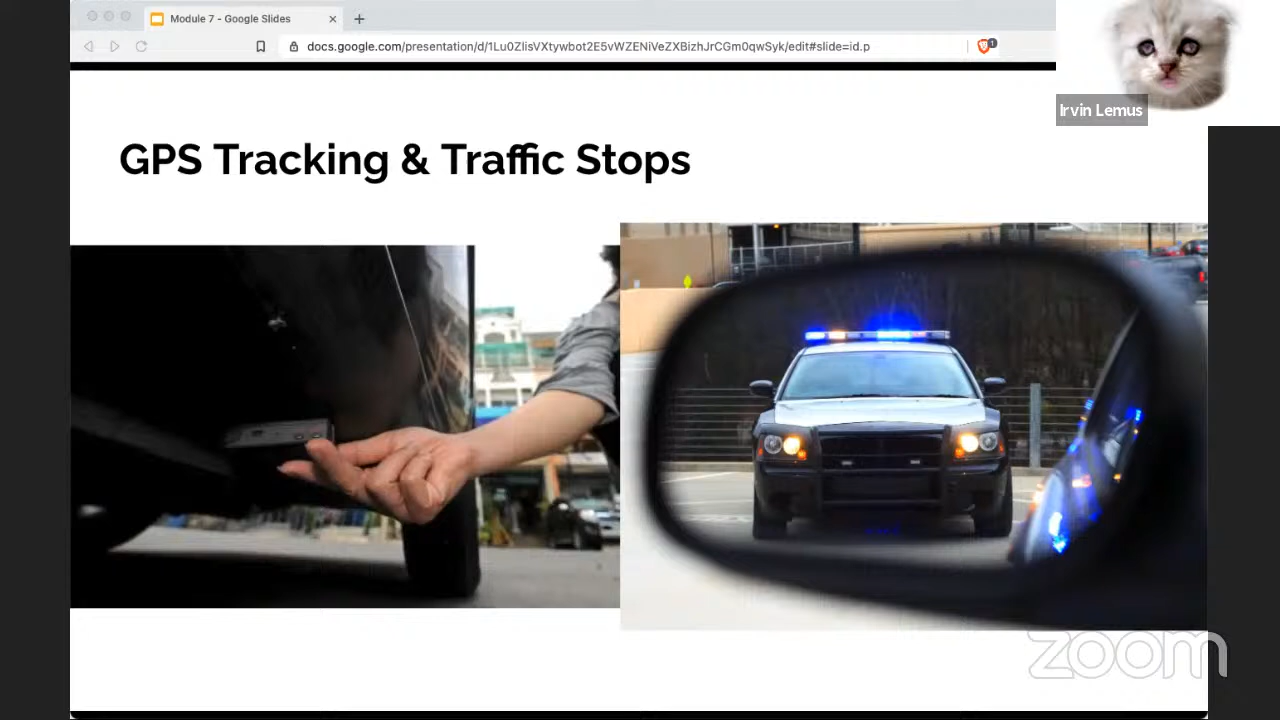 Module 7 - Google Slides
docs.google.com/presentation/d/1Lu0ZlisVXtywbot2E5vWZENiVeZXBizhJrCGm0qwSyk/edit#slide=id.p
1
Irvin Lemus
GPS Tracking & Traffic Stops
zoom